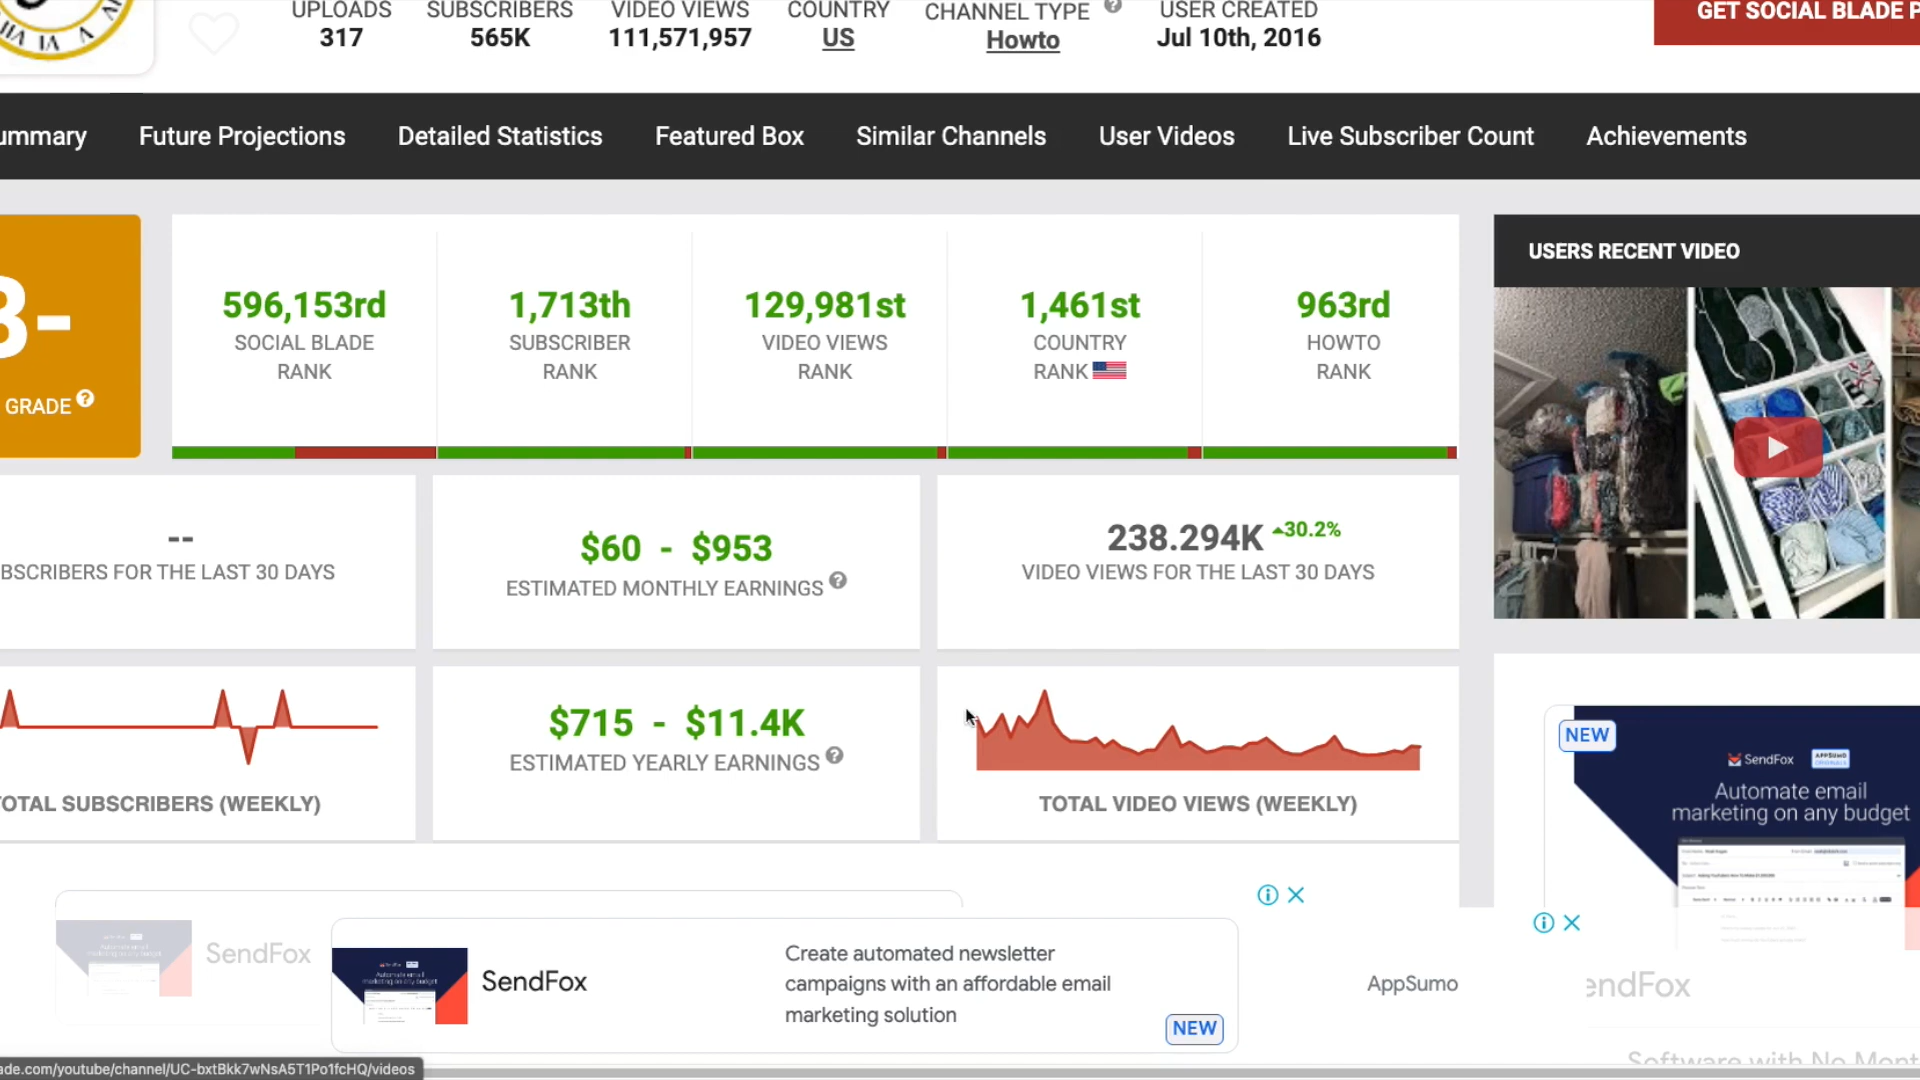 UPLOADS
317
SUBSCRIBERS
565K
VIDEO VIEWS
111,571,957
COUNTRY
US
CHANNEL TYPE
Howto
USER CREATED
Jul 10th, 2016
GET SOCIAL BLADE P
ummary
Future Projections
Detailed Statistics
Featured Box
Similar Channels
User Videos
Live Subscriber Count
Achievements
B-
GRADE
596,153rd
SOCIAL BLADE
RANK
1,713th
SUBSCRIBER
RANK
129,981st
VIDEO VIEWS
RANK
1,461st
COUNTRY
RANK
963rd
HOWTO
RANK
USERS RECENT VIDEO
--
BSCRIBERS FOR THE LAST 30 DAYS
$60 - $953
ESTIMATED MONTHLY EARNINGS
238.294K 30.2%
VIDEO VIEWS FOR THE LAST 30 DAYS
TOTAL SUBSCRIBERS (WEEKLY)
$715 - $11.4K
ESTIMATED YEARLY EARNINGS
TOTAL VIDEO VIEWS (WEEKLY)
NEW
SendFox
APPSUMO
Automate email
marketing on any budget
SendFox
SendFox
Create automated newsletter
campaigns with an affordable email
marketing solution
NEW
AppSumo
endFox
Software with No Mont
ade.com/youtube/channel/UC-bxtBkk7wNsA5T1Po1fcHQ/videos